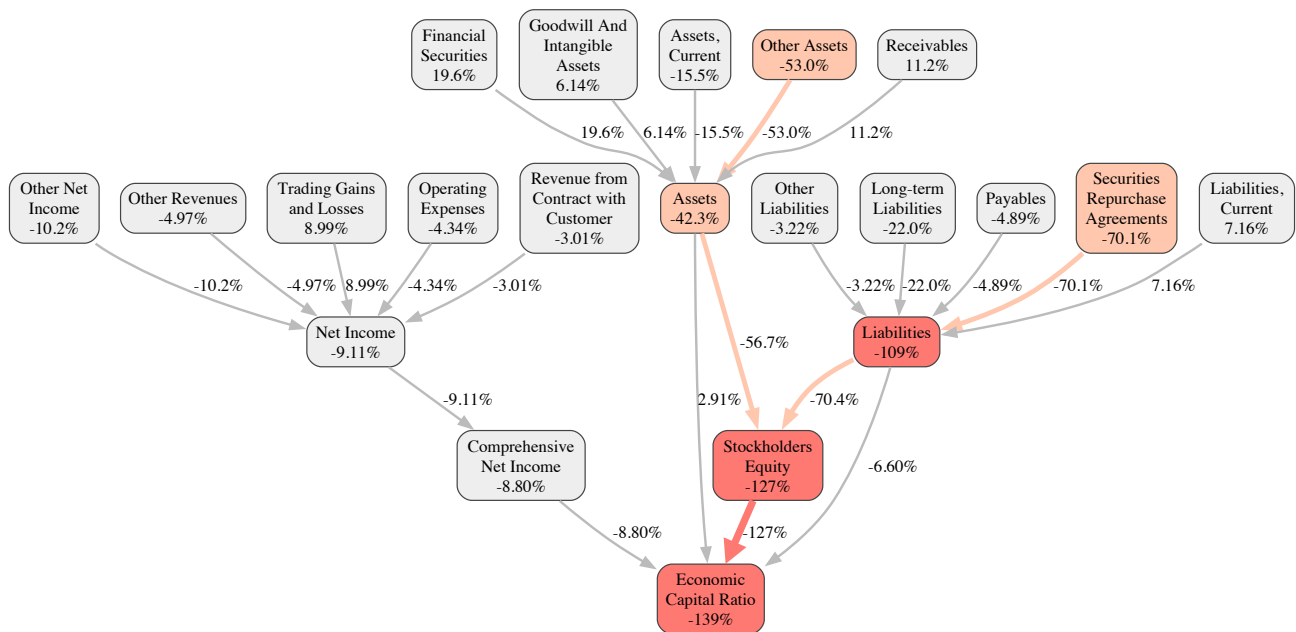 Financial
Securities
19.6%
Goodwill And
Intangible
Assets
6.14%
Assets,
Current
-15.5%
Other Assets
-53.0%
Receivables
11.2%
19.6%
6.14%
-15.5%
-53.0%
11.2%
Other Net
Income
-10.2%
Other Revenues
-4.97%
Trading Gains
and Losses
8.99%
Operating
Expenses
-4.34%
Revenue from
Contract with
Customer
-3.01%
Assets
-42.3%
Other
Liabilities
-3.22%
Long-term
Liabilities
-22.0%
Payables
-4.89%
Securities
Repurchase
Agreements
-70.1%
Liabilities,
Current
7.16%
-10.2%
-4.97%
8.99%
-4.34%
-3.01%
-3.22%
-22.0%
-4.89%
-70.1%
7.16%
Net Income
-9.11%
Liabilities
-109%
-56.7%
-9.11%
2.91%
-70.4%
Comprehensive
Net Income
-8.80%
Stockholders
Equity
-127%
-6.60%
-8.80%
-127%
Economic
Capital Ratio
-139%